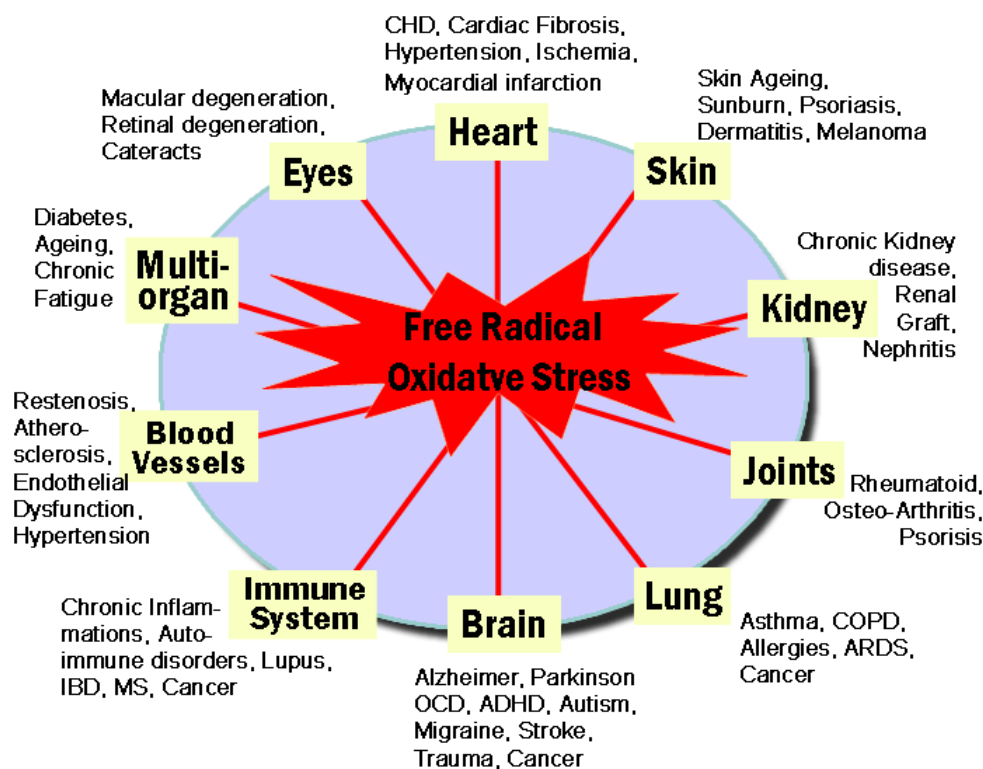 CHD, Cardiac Fibrosis,
Hypertension, Ischemia,
Myocardial infarction
Heart
Skin Ageing,
Sunburn, Psoriasis,
Dermatitis, Melanoma
Skin
Macular degeneration,
Retinal degeneration,
Cateracts
Eyes
Diabetes,
Ageing,
Chronic
Fatigue
Multi-
organ
Chronic Kidney
disease,
Renal
Graft,
Nephritis
Kidney
Free Radical
Oxidatve Stress
Restenosis,
Athero-
sclerosis,
Endothelial
Dysfunction,
Hypertension
Blood
Vessels
Joints
Rheumatoid,
Osteo-Arthritis,
Psorisis
Immune
System
Chronic Inflam-
mations, Auto-
immune disorders, Lupus,
IBD, MS, Cancer
Brain
Alzheimer, Parkinson
OCD, ADHD, Autism,
Migraine, Stroke,
Trauma, Cancer
Lung
Asthma, COPD,
Allergies, ARDS,
Cancer